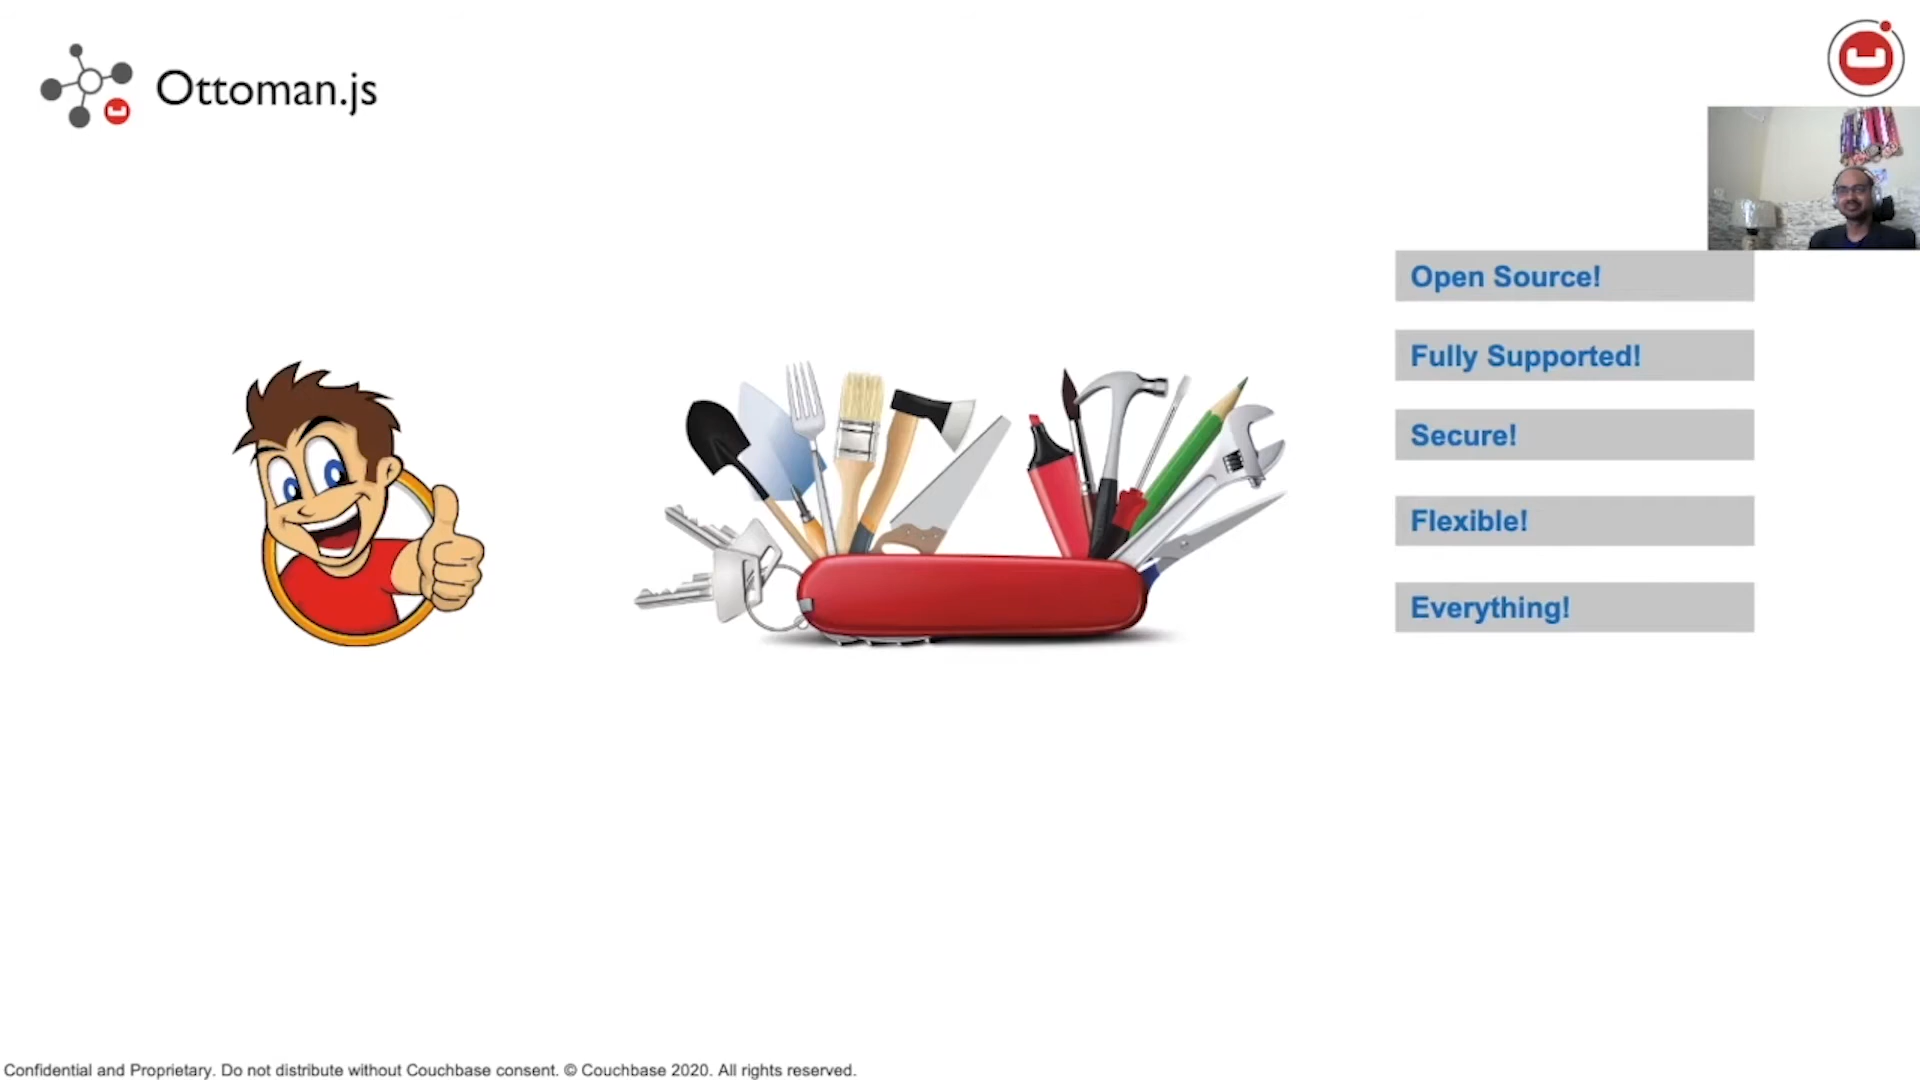 Ottoman.js
Open Source!
Fully Supported!
Secure!
Flexible!
Everything!
Confidential and Proprietary. Do not distribute without Couchbase consent. © Couchbase 2020. All rights reserved.